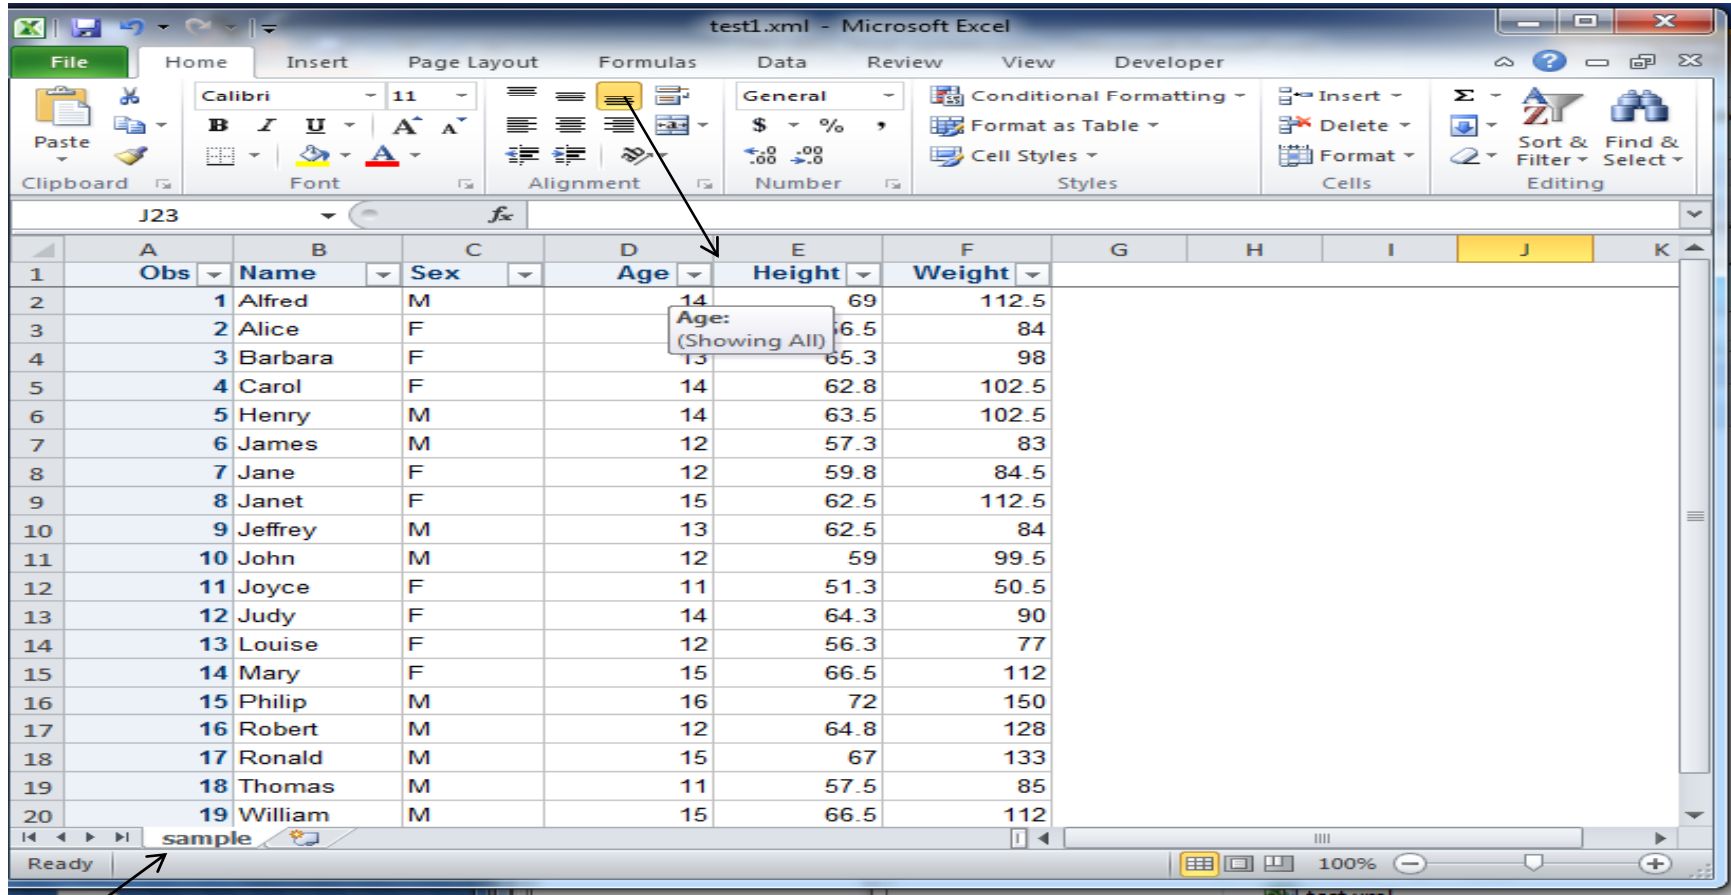 test1.xml - Microsoft Excel
File Home Insert Page Layout Formulas Data Review View Developer
Calibri 11 General Conditional Formatting Insert Σ
Paste B I U A A $ % , Format as Table Delete Sort & Filter Find & Select
A .00 .00 Cell Styles Format
Clipboard Font Alignment Number Styles Cells Editing
J23 fx
A B C D E F G H I J K
1 Obs Name Sex Age Height Weight
2 1 Alfred M 14 69 112.5
Age:
3 2 Alice F 6.5 84
(Showing All)
4 3 Barbara F 13 65.3 98
5 4 Carol F 14 62.8 102.5
6 5 Henry M 14 63.5 102.5
7 6 James M 12 57.3 83
8 7 Jane F 12 59.8 84.5
9 8 Janet F 15 62.5 112.5
10 9 Jeffrey M 13 62.5 84
11 10 John M 12 59 99.5
12 11 Joyce F 11 51.3 50.5
13 12 Judy F 14 64.3 90
14 13 Louise F 12 56.3 77
15 14 Mary F 15 66.5 112
16 15 Philip M 16 72 150
17 16 Robert M 12 64.8 128
18 17 Ronald M 15 67 133
19 18 Thomas M 11 57.5 85
20 19 William M 15 66.5 112
sample
Ready 100%